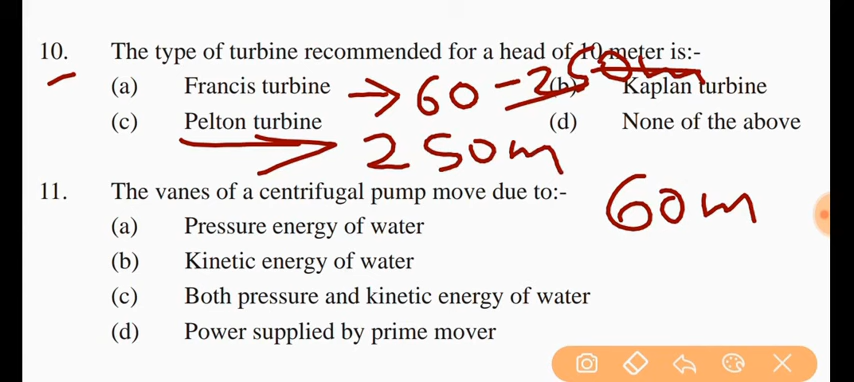 10. The type of turbine recommended for a head of 10 meter is:-
(a) Francis turbine → 60 - 250m (b) Kaplan turbine
(c) Pelton turbine (d) None of the above
→ 250m
60m
11. The vanes of a centrifugal pump move due to:-
(a) Pressure energy of water
(b) Kinetic energy of water
(c) Both pressure and kinetic energy of water
(d) Power supplied by prime mover